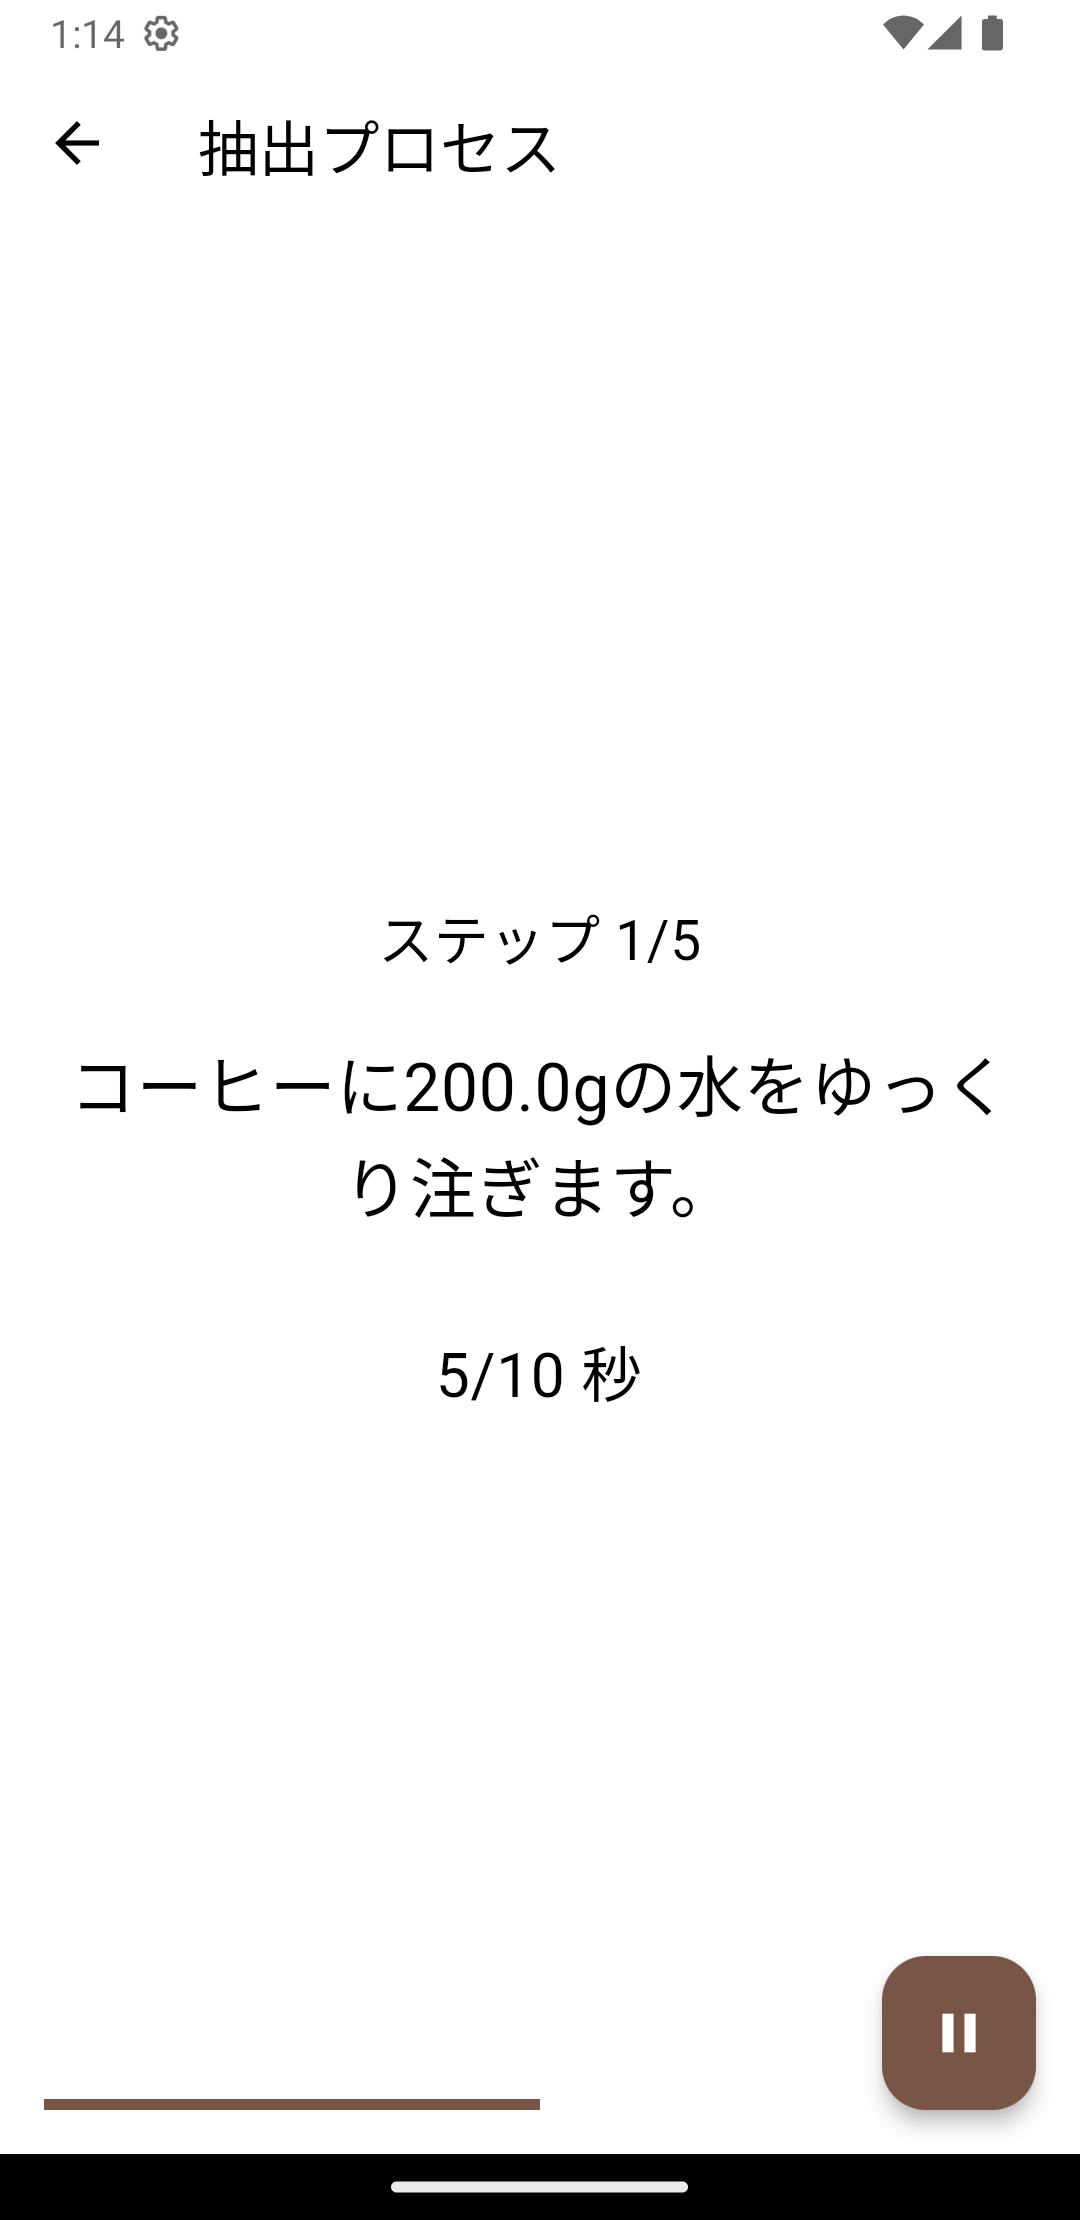 1:14
抽出プロセス
ステップ 1/5
コーヒーに200.0gの水をゆっく
り注ぎます。
5/10 秒